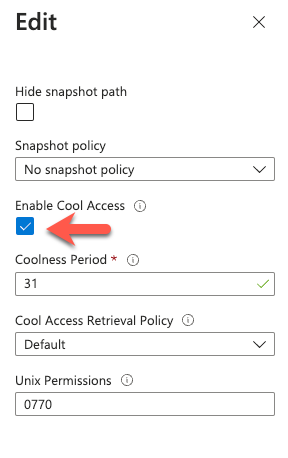 Edit
Hide snapshot path
Snapshot policy
No snapshot policy
Enable Cool Access
Coolness Period *
31
Cool Access Retrieval Policy
Default
Unix Permissions
0770